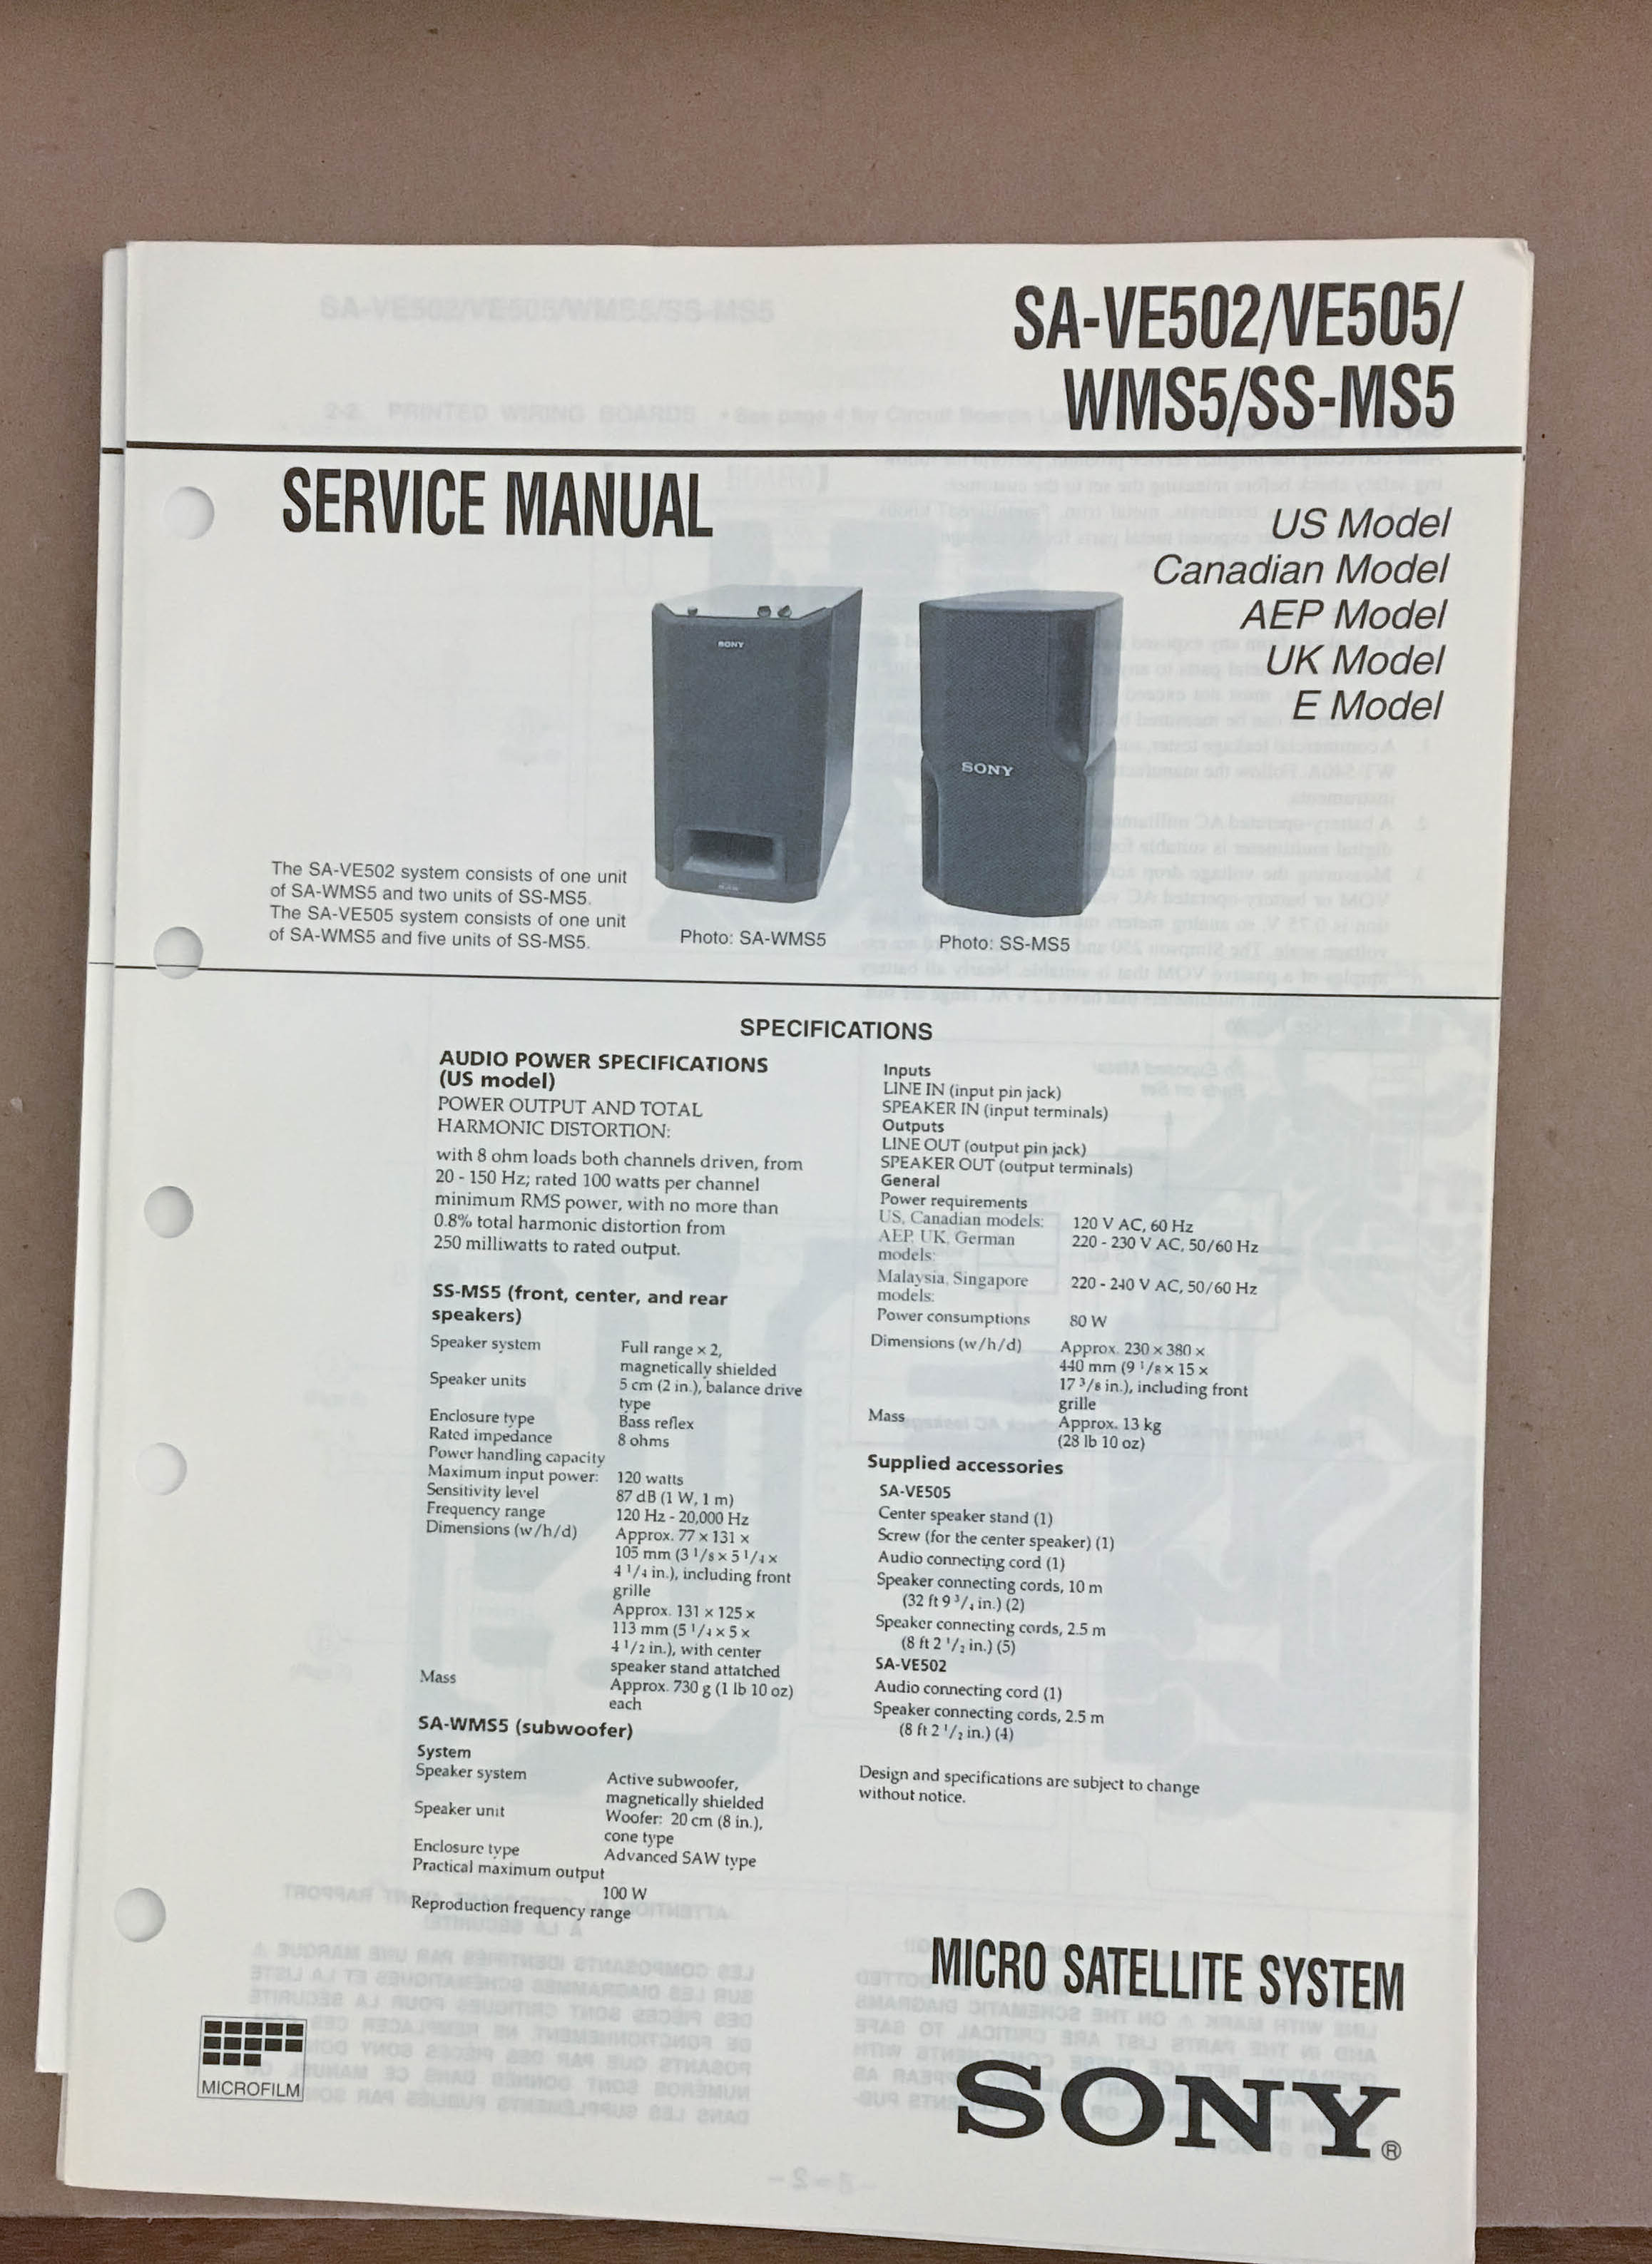 SA-VE502/VE505/
WMS5/SS-MS5
SERVICE MANUAL
US Model
Canadian Model
AEP Model
UK Model
E Model
SONY
SONY
The SA-VE502 system consists of one unit
of SA-WMS5 and two units of SS-MS5.
The SA-VE505 system consists of one unit
of SA-WMS5 and five units of SS-MS5.
Photo: SA-WMS5
Photo: SS-MS5
SPECIFICATIONS
AUDIO POWER SPECIFICATIONS
(US model)
POWER OUTPUT AND TOTAL
HARMONIC DISTORTION:
with 8 ohm loads both channels driven, from
20 - 150 Hz; rated 100 watts per channel
minimum RMS power, with no more than
0.8% total harmonic distortion from
250 milliwatts to rated output.
SS-MS5 (front, center, and rear
speakers)
Speaker system Full range × 2,
magnetically shielded
Speaker units 5 cm (2 in.), balance drive
type
Enclosure type Bass reflex
Rated impedance 8 ohms
Power handling capacity
Maximum input power: 120 watts
Sensitivity level 87 dB (1 W, 1 m)
Frequency range 120 Hz - 20,000 Hz
Dimensions (w/h/d) Approx. 77 × 131 ×
105 mm (3 1/8 × 5 1/4 ×
4 1/4 in.), including front
grille
Approx. 131 × 125 ×
113 mm (5 1/4 × 5 ×
4 1/2 in.), with center
speaker stand attatched
Mass Approx. 730 g (1 lb 10 oz)
each
SA-WMS5 (subwoofer)
System
Speaker system Active subwoofer,
magnetically shielded
Speaker unit Woofer: 20 cm (8 in.),
cone type
Enclosure type Advanced SAW type
Practical maximum output
100 W
Reproduction frequency range
Inputs
LINE IN (input pin jack)
SPEAKER IN (input terminals)
Outputs
LINE OUT (output pin jack)
SPEAKER OUT (output terminals)
General
Power requirements
US, Canadian models: 120 V AC, 60 Hz
AEP, UK, German 220 - 230 V AC, 50/60 Hz
models:
Malaysia, Singapore 220 - 240 V AC, 50/60 Hz
models:
Power consumptions 80 W
Dimensions (w/h/d) Approx. 230 × 380 ×
440 mm (9 1/8 × 15 ×
17 3/8 in.), including front
grille
Mass Approx. 13 kg
(28 lb 10 oz)
Supplied accessories
SA-VE505
Center speaker stand (1)
Screw (for the center speaker) (1)
Audio connecting cord (1)
Speaker connecting cords, 10 m
(32 ft 9 3/4 in.) (2)
Speaker connecting cords, 2.5 m
(8 ft 2 1/2 in.) (5)
SA-VE502
Audio connecting cord (1)
Speaker connecting cords, 2.5 m
(8 ft 2 1/2 in.) (4)
Design and specifications are subject to change
without notice.
MICROFILM
MICRO SATELLITE SYSTEM
SONY®